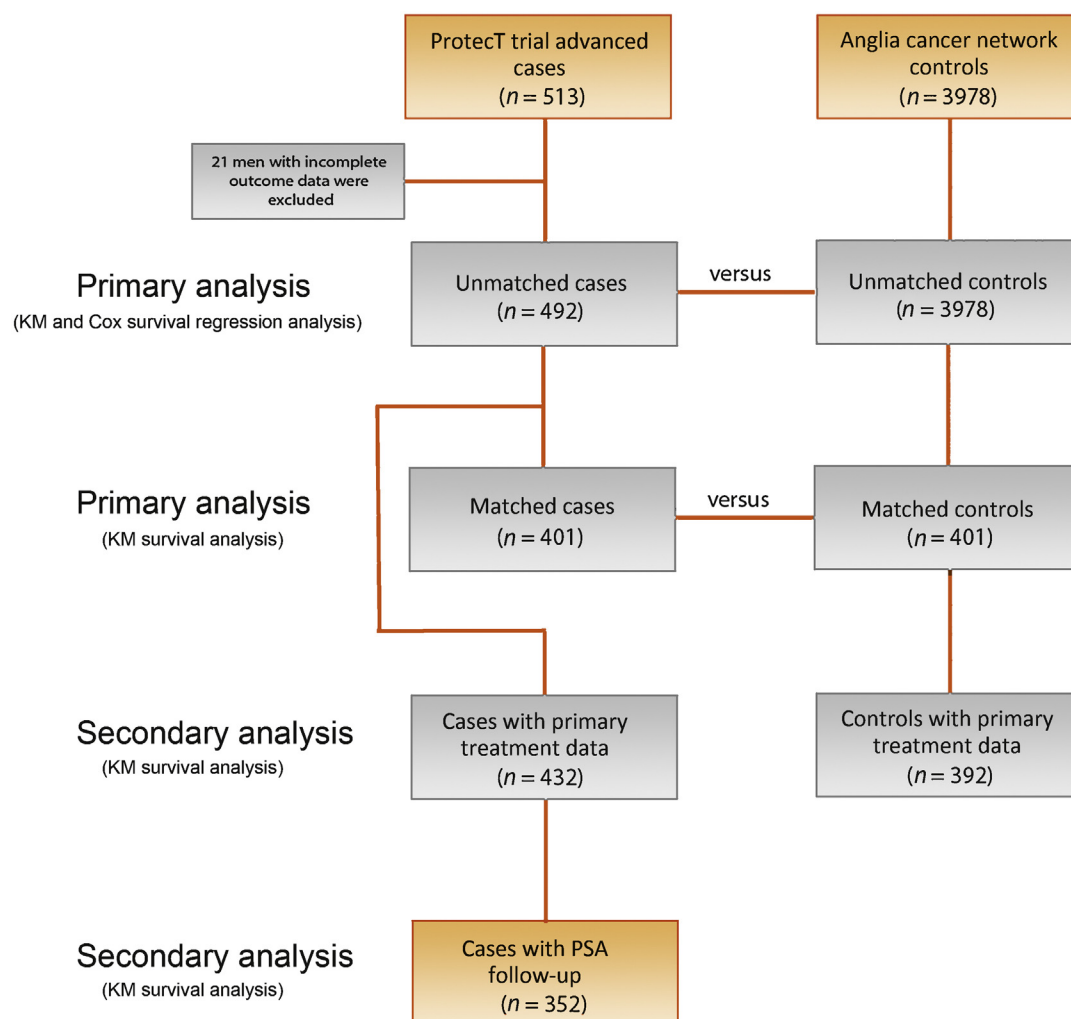 ProtecT trial advanced
cases
(n = 513)
Anglia cancer network
controls
(n = 3978)
21 men with incomplete
outcome data were
excluded
Primary analysis
(KM and Cox survival regression analysis)
Unmatched cases
(n = 492)
versus
Unmatched controls
(n = 3978)
Primary analysis
(KM survival analysis)
Matched cases
(n = 401)
versus
Matched controls
(n = 401)
Secondary analysis
(KM survival analysis)
Cases with primary
treatment data
(n = 432)
Controls with primary
treatment data
(n = 392)
Secondary analysis
(KM survival analysis)
Cases with PSA
follow-up
(n = 352)